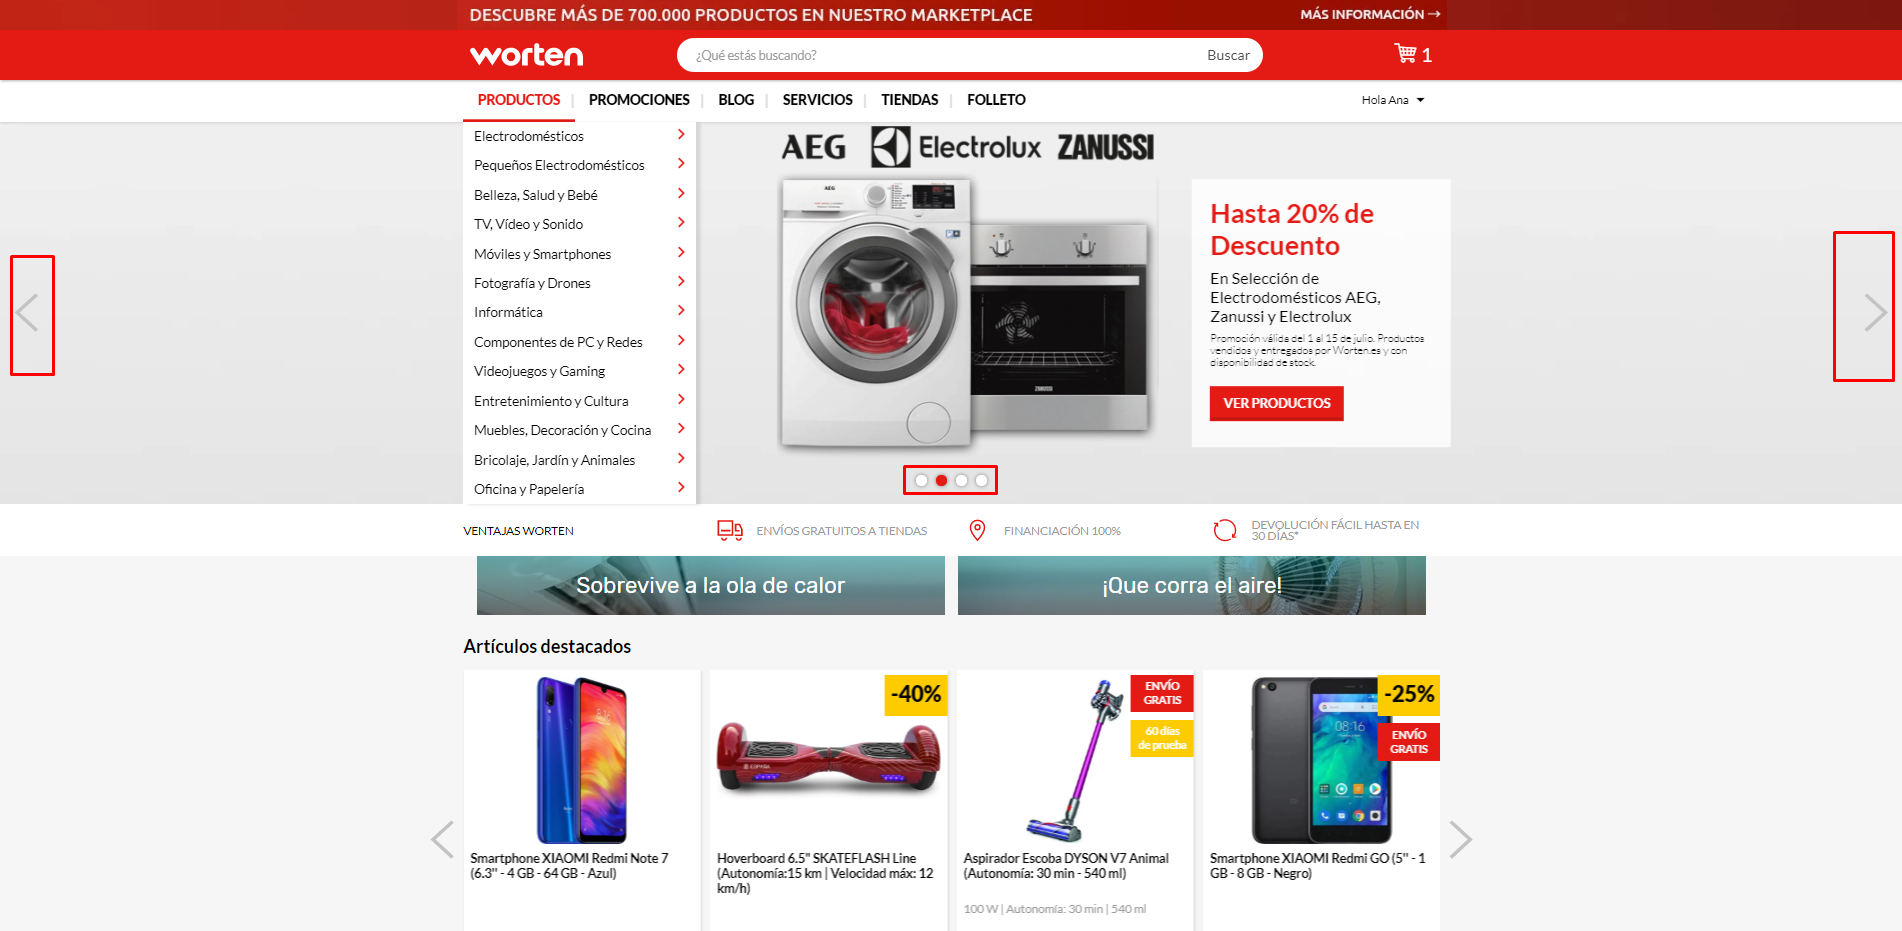 DESCUBRE MÁS DE 700.000 PRODUCTOS EN NUESTRO MARKETPLACE
MÁS INFORMACIÓN →
worten
¿Qué estás buscando?
Buscar
1
PRODUCTOS | PROMOCIONES | BLOG | SERVICIOS | TIENDAS | FOLLETO
Hola Ana
Electrodomésticos
Pequeños Electrodomésticos
Belleza, Salud y Bebé
TV, Vídeo y Sonido
Móviles y Smartphones
Fotografía y Drones
Informática
Componentes de PC y Redes
Videojuegos y Gaming
Entretenimiento y Cultura
Muebles, Decoración y Cocina
Bricolaje, Jardín y Animales
Oficina y Papelería
AEG Electrolux ZANUSSI
AEG
ZANUSSI
Hasta 20% de
Descuento
En Selección de
Electrodomésticos AEG,
Zanussi y Electrolux
Promoción válida del 1 al 15 de julio. Productos
vendidos y entregados por Worten.es y con
disponibilidad de stock.
VER PRODUCTOS
VENTAJAS WORTEN
ENVÍOS GRATUITOS A TIENDAS
FINANCIACIÓN 100%
DEVOLUCIÓN FÁCIL HASTA EN
30 DÍAS*
Sobrevive a la ola de calor
¡Que corra el aire!
Artículos destacados
Smartphone XIAOMI Redmi Note 7
(6.3'' - 4 GB - 64 GB - Azul)
-40%
ESPAÑA
Hoverboard 6.5" SKATEFLASH Line
(Autonomía:15 km | Velocidad máx: 12
km/h)
ENVÍO
GRATIS
60 días
de prueba
Aspirador Escoba DYSON V7 Animal
(Autonomía: 30 min - 540 ml)
100 W | Autonomía: 30 min | 540 ml
-25%
ENVÍO
GRATIS
08:16
Smartphone XIAOMI Redmi GO (5'' - 1
GB - 8 GB - Negro)